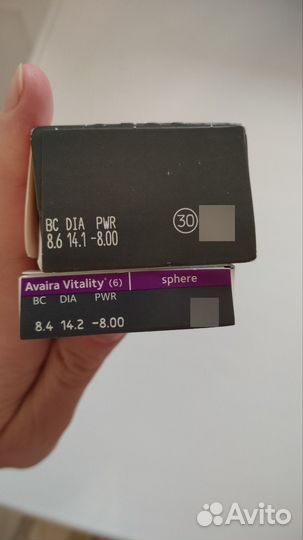 BC DIA PWR
8.6 14.1 -8.00
30
Avaira Vitality® (6) sphere
BC DIA PWR
8.4 14.2 -8.00
Avito